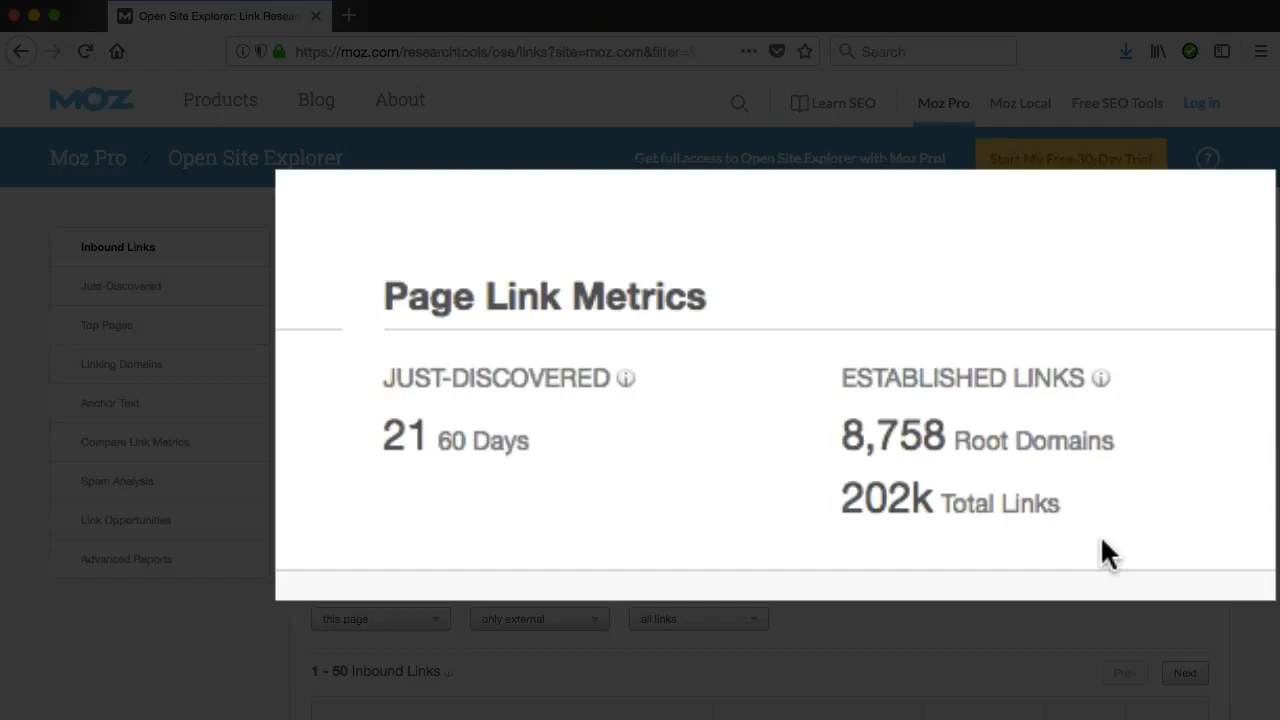 Open Site Explorer: Link Resear
https://moz.com/researchtools/ose/links?site=moz.com&filter=
Search
MOZ
Products
Blog
About
Learn SEO
Moz Pro
Moz Local
Free SEO Tools
Log in
Moz Pro
Open Site Explorer
Get full access to Open Site Explorer with Moz Pro!
Start My Free 30-Day Trial
?
Inbound Links
Just-Discovered
Top Pages
Linking Domains
Anchor Text
Compare Link Metrics
Spam Analysis
Link Opportunities
Advanced Reports
Page Link Metrics
JUST-DISCOVERED
21 60 Days
ESTABLISHED LINKS
8,758 Root Domains
202k Total Links
this page
only external
all links
1 - 50 Inbound Links
Prev
Next